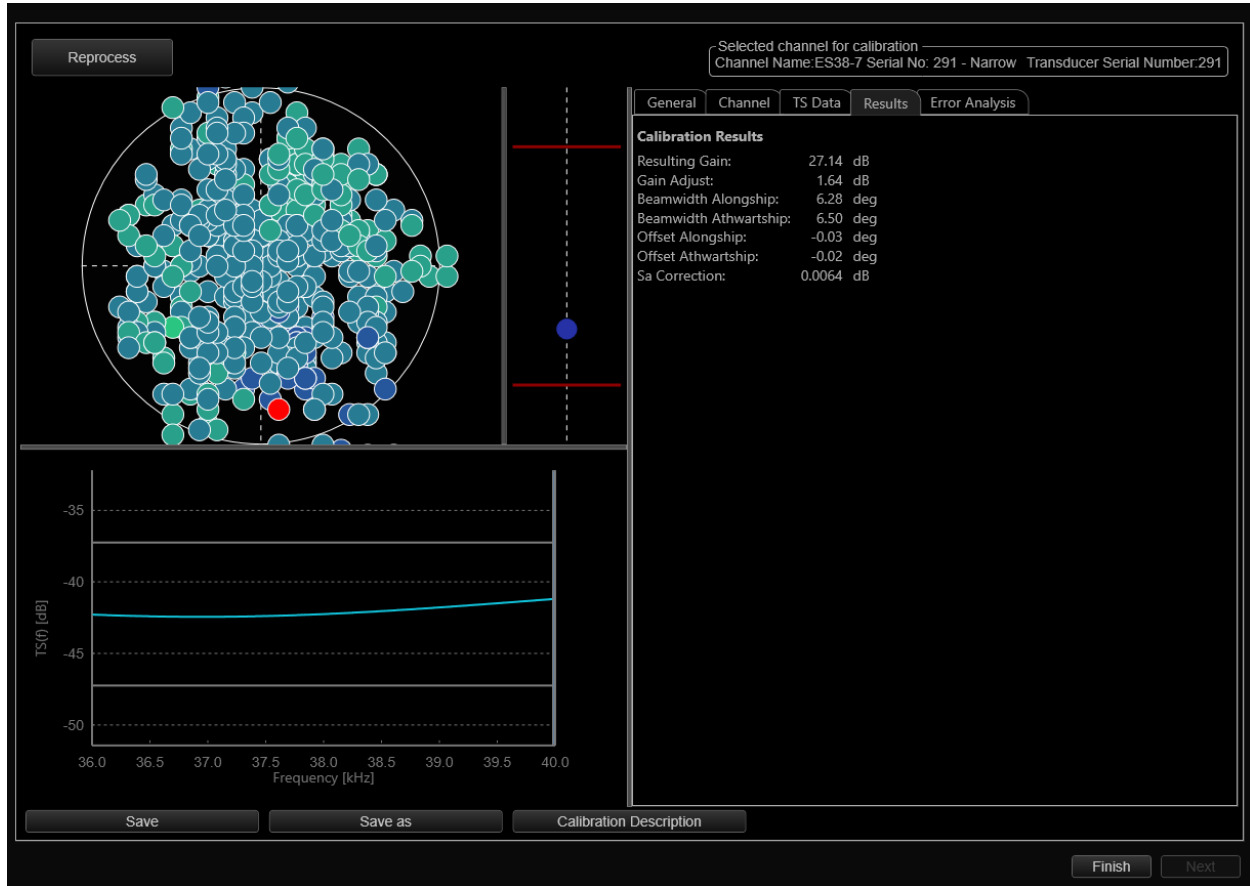 Reprocess
Selected channel for calibration
Channel Name:ES38-7 Serial No: 291 - Narrow Transducer Serial Number:291
General Channel TS Data Results Error Analysis
Calibration Results
Resulting Gain: 27.14 dB
Gain Adjust: 1.64 dB
Beamwidth Alongship: 6.28 deg
Beamwidth Athwartship: 6.50 deg
Offset Alongship: -0.03 deg
Offset Athwartship: -0.02 deg
Sa Correction: 0.0064 dB
TS(f) [dB]
-35
-40
-45
-50
36.0 36.5 37.0 37.5 38.0 38.5 39.0 39.5 40.0
Frequency [kHz]
Save Save as Calibration Description
Finish Next